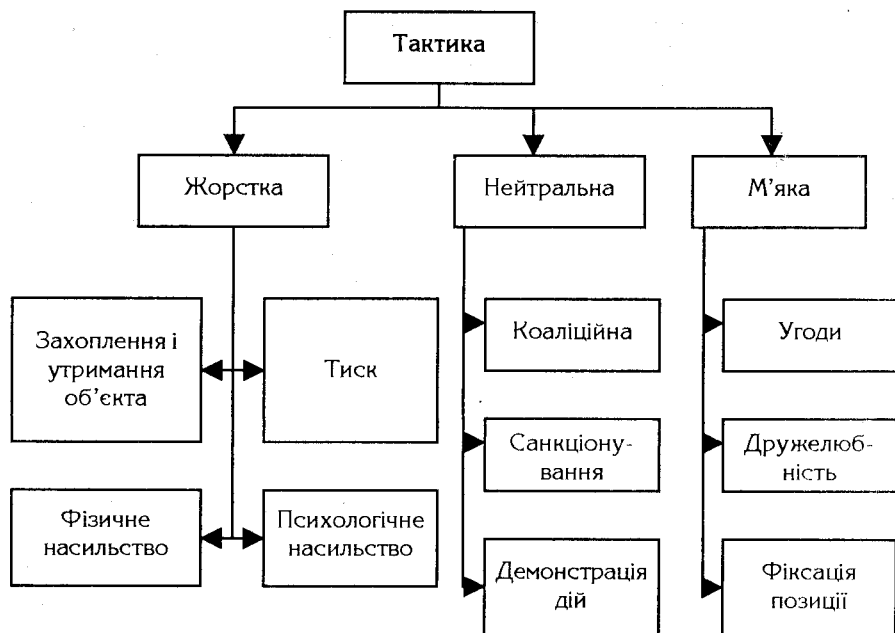 Тактика
Жорстка
Нейтральна
М'яка
Захоплення і
утримання
об'єкта
Тиск
Фізичне
насильство
Психологічне
насильство
Коаліційна
Санкціону-
вання
Демонстрація
дій
Угоди
Дружелюб-
ність
Фіксація
позиції